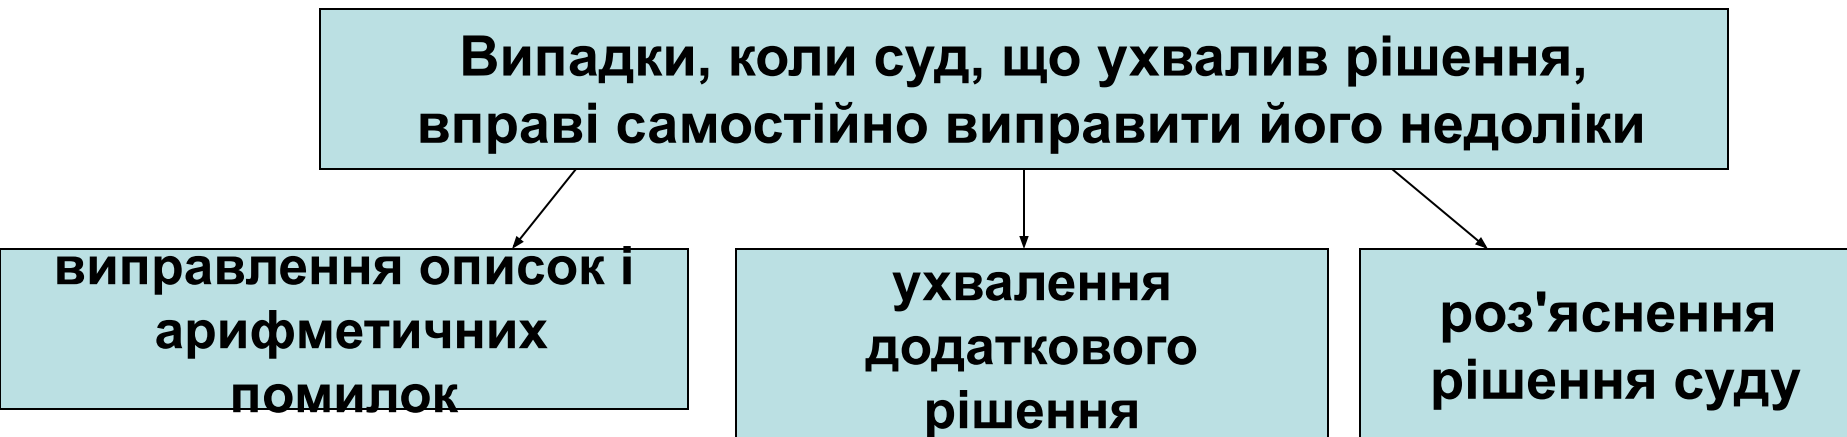 Випадки, коли суд, що ухвалив рішення,
вправі самостійно виправити його недоліки
виправлення описок і
арифметичних
помилок
ухвалення
додаткового
рішення
роз'яснення
рішення суду